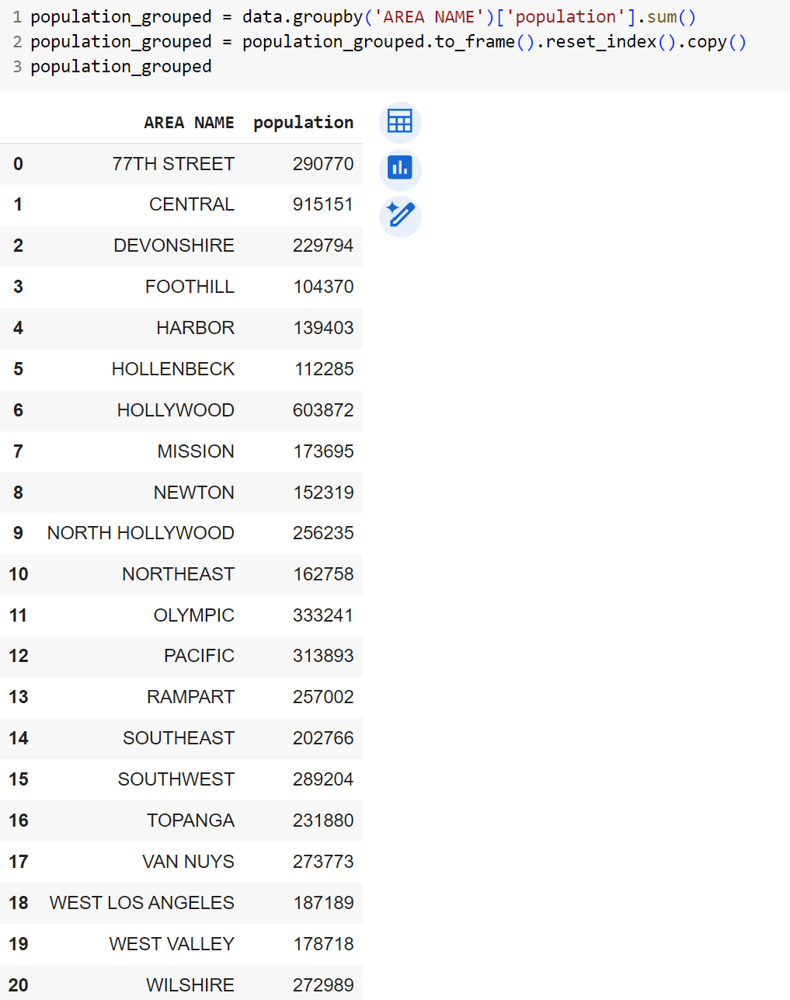 1 population_grouped = data.groupby('AREA NAME')['population'].sum()
2 population_grouped = population_grouped.to_frame().reset_index().copy()
3 population_grouped
AREA NAME population
0 77TH STREET 290770
1 CENTRAL 915151
2 DEVONSHIRE 229794
3 FOOTHILL 104370
4 HARBOR 139403
5 HOLLENBECK 112285
6 HOLLYWOOD 603872
7 MISSION 173695
8 NEWTON 152319
9 NORTH HOLLYWOOD 256235
10 NORTHEAST 162758
11 OLYMPIC 333241
12 PACIFIC 313893
13 RAMPART 257002
14 SOUTHEAST 202766
15 SOUTHWEST 289204
16 TOPANGA 231880
17 VAN NUYS 273773
18 WEST LOS ANGELES 187189
19 WEST VALLEY 178718
20 WILSHIRE 272989